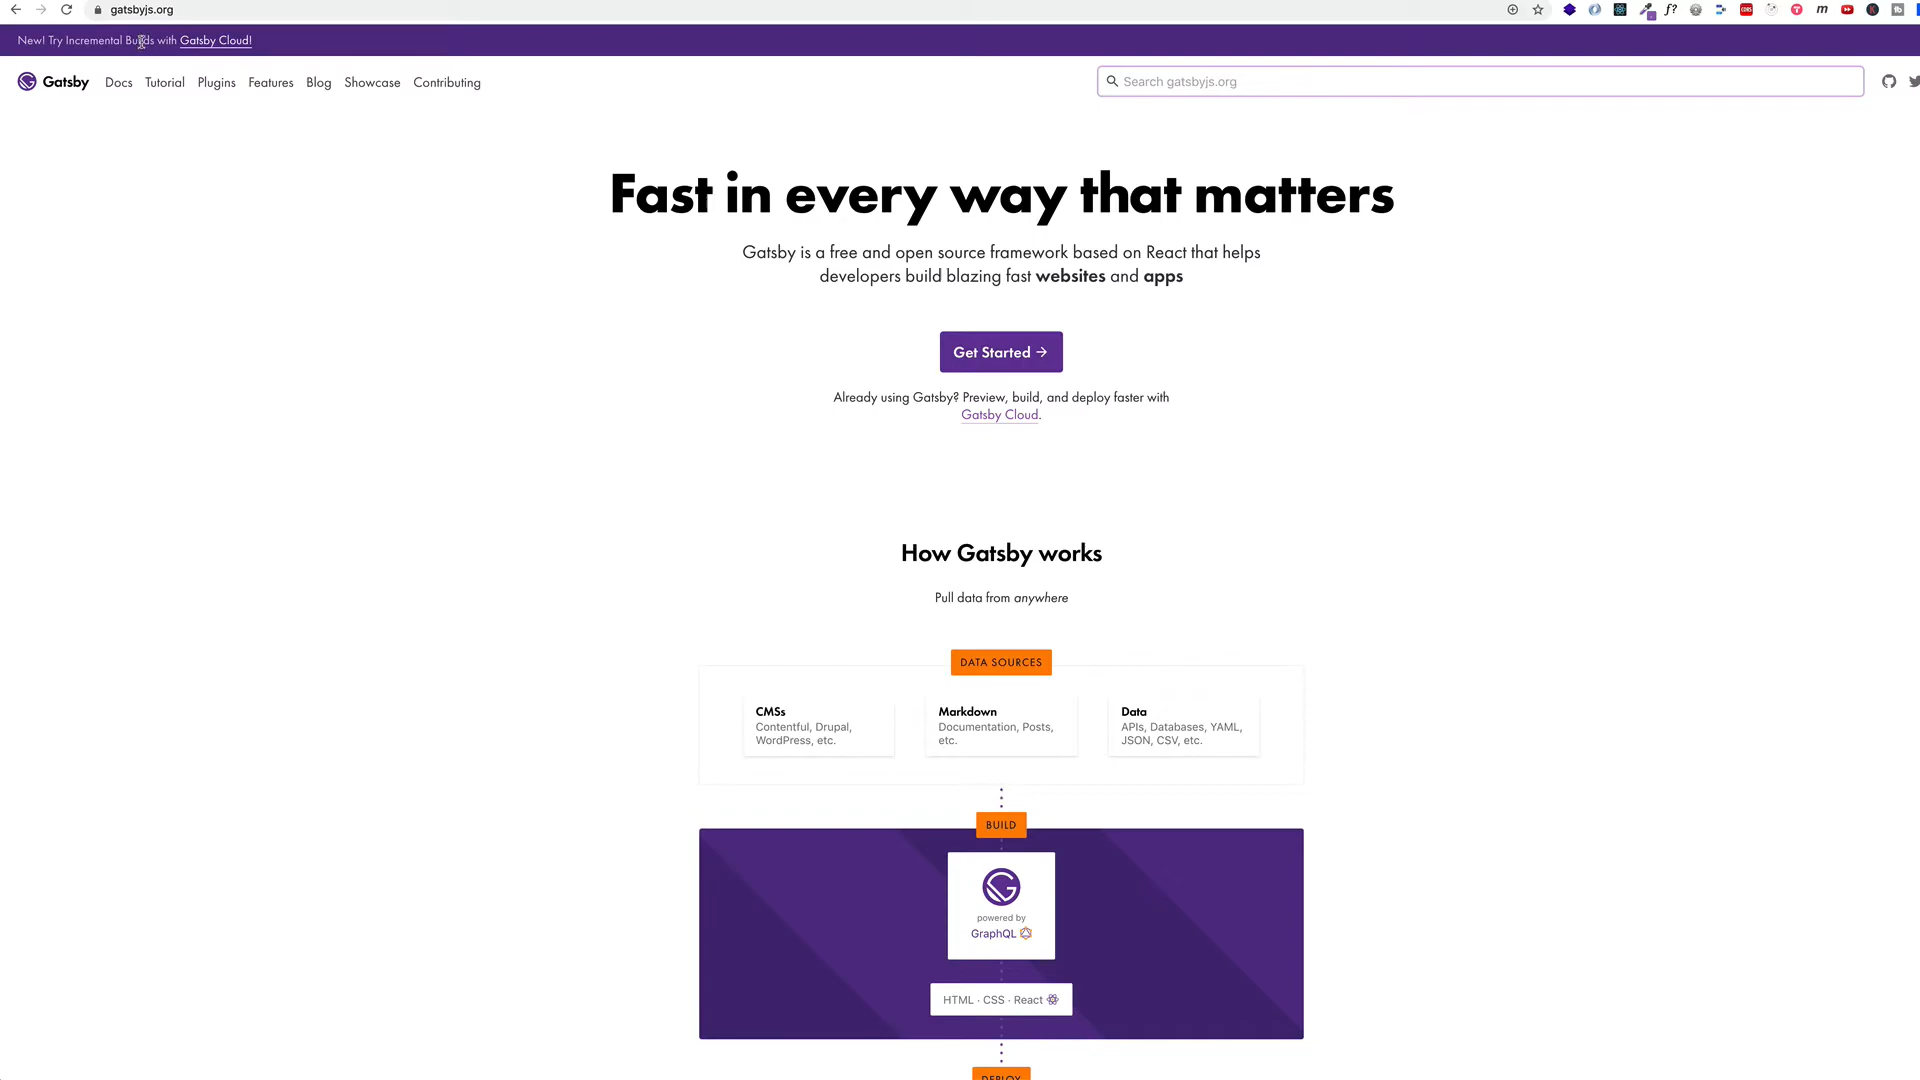 gatsbyjs.org
New! Try Incremental Builds with Gatsby Cloud!
Gatsby Docs Tutorial Plugins Features Blog Showcase Contributing
Search gatsbyjs.org
Fast in every way that matters
Gatsby is a free and open source framework based on React that helps
developers build blazing fast websites and apps
Get Started →
Already using Gatsby? Preview, build, and deploy faster with
Gatsby Cloud.
How Gatsby works
Pull data from anywhere
DATA SOURCES
CMSs
Contentful, Drupal,
WordPress, etc.
Markdown
Documentation, Posts,
etc.
Data
APIs, Databases, YAML,
JSON, CSV, etc.
BUILD
powered by
GraphQL
HTML · CSS · React
DEPLOY